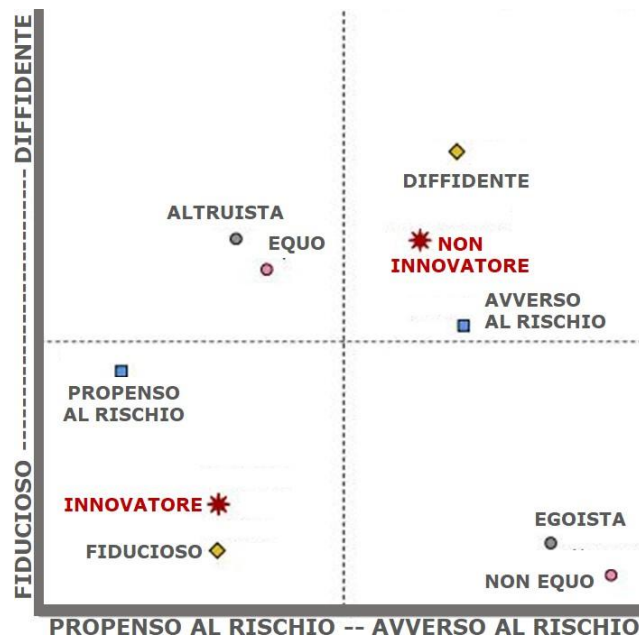 FIDUCIOSO ---------------- DIFFIDENTE
DIFFIDENTE
ALTRUISTA
EQUO
NON
INNOVATORE
AVVERSO
AL RISCHIO
PROPENSO
AL RISCHIO
INNOVATORE
FIDUCIOSO
EGOISTA
NON EQUO
PROPENSO AL RISCHIO -- AVVERSO AL RISCHIO